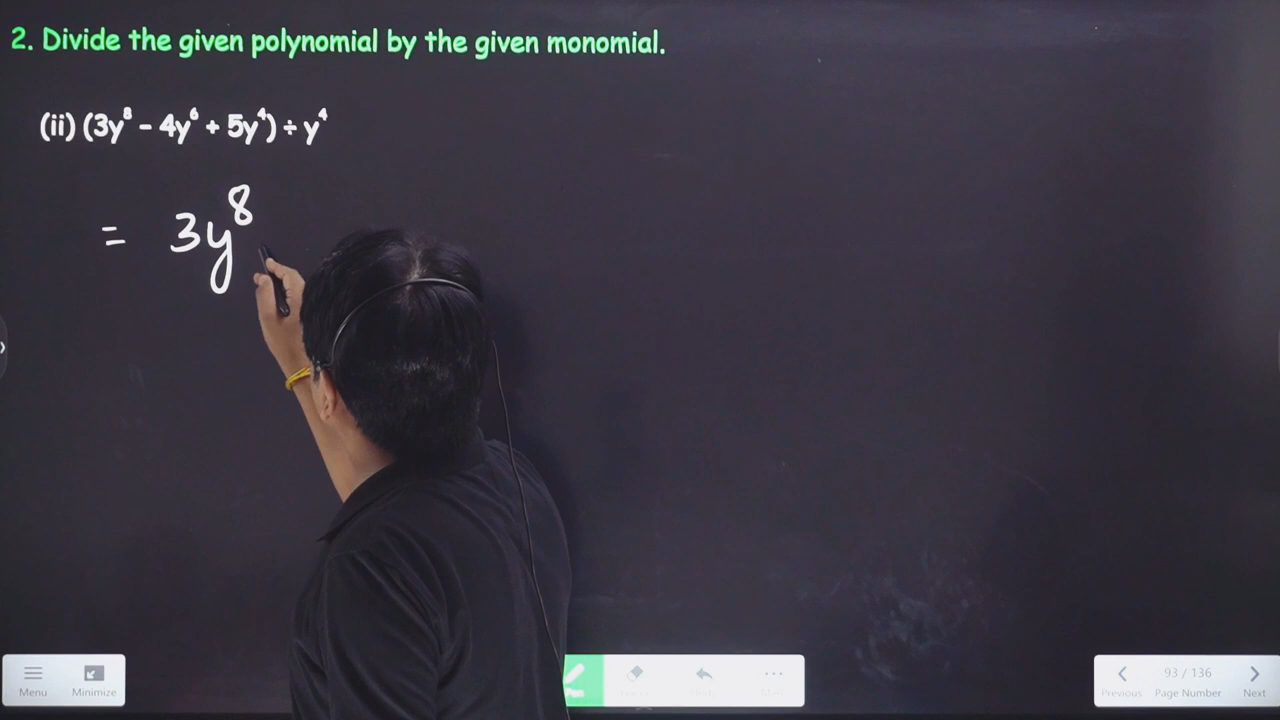 2. Divide the given polynomial by the given monomial.
(ii) (3y⁸ - 4y⁶ + 5y⁴) ÷ y⁴
= 3y⁸
Menu Minimize Pen Previous 93 / 136 Page Number Next